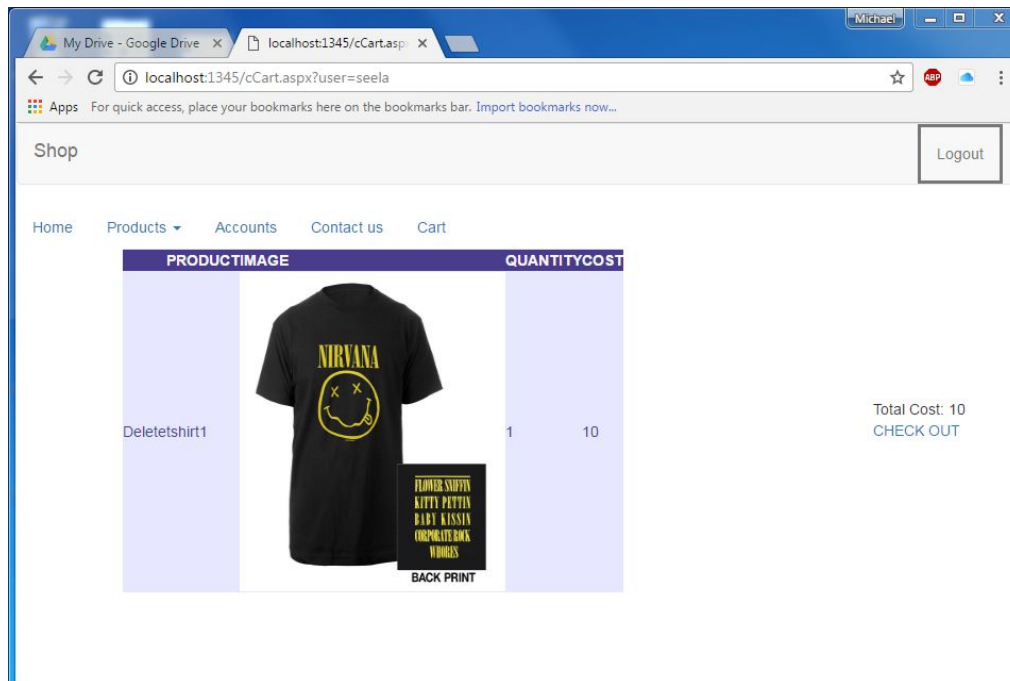 Michael
My Drive - Google Drive
localhost:1345/cCart.asp
localhost:1345/cCart.aspx?user=seela
ABP
Apps For quick access, place your bookmarks here on the bookmarks bar. Import bookmarks now...
Shop
Logout
Home Products Accounts Contact us Cart
PRODUCTIMAGE QUANTITYCOST
NIRVANA
x x
Deletetshirt1
1 10
Total Cost: 10
CHECK OUT
FLOWER SNIFFIN
KITTY PETTIN
BABY KISSIN
CORPORATE ROCK
WHORES
BACK PRINT